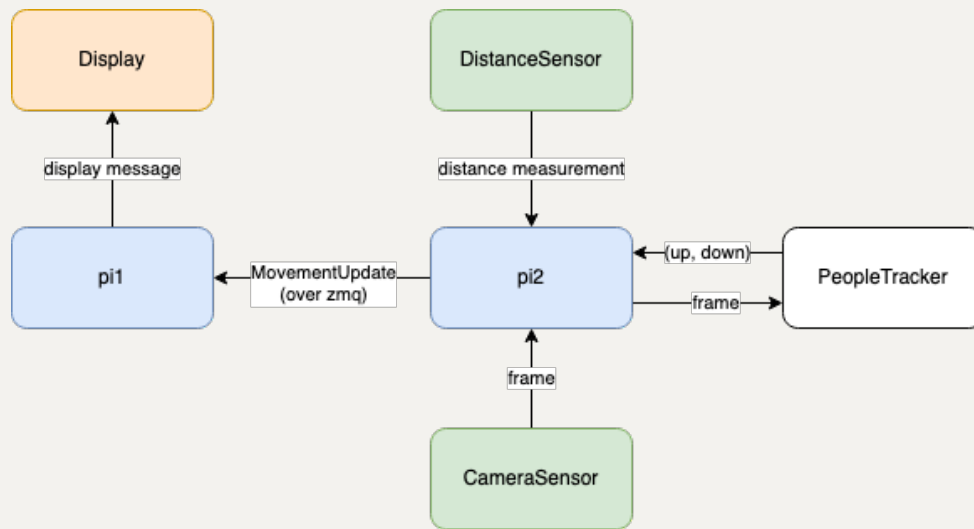 Display
DistanceSensor
display message
distance measurement
pi1
MovementUpdate
(over zmq)
pi2
(up, down)
frame
PeopleTracker
frame
CameraSensor